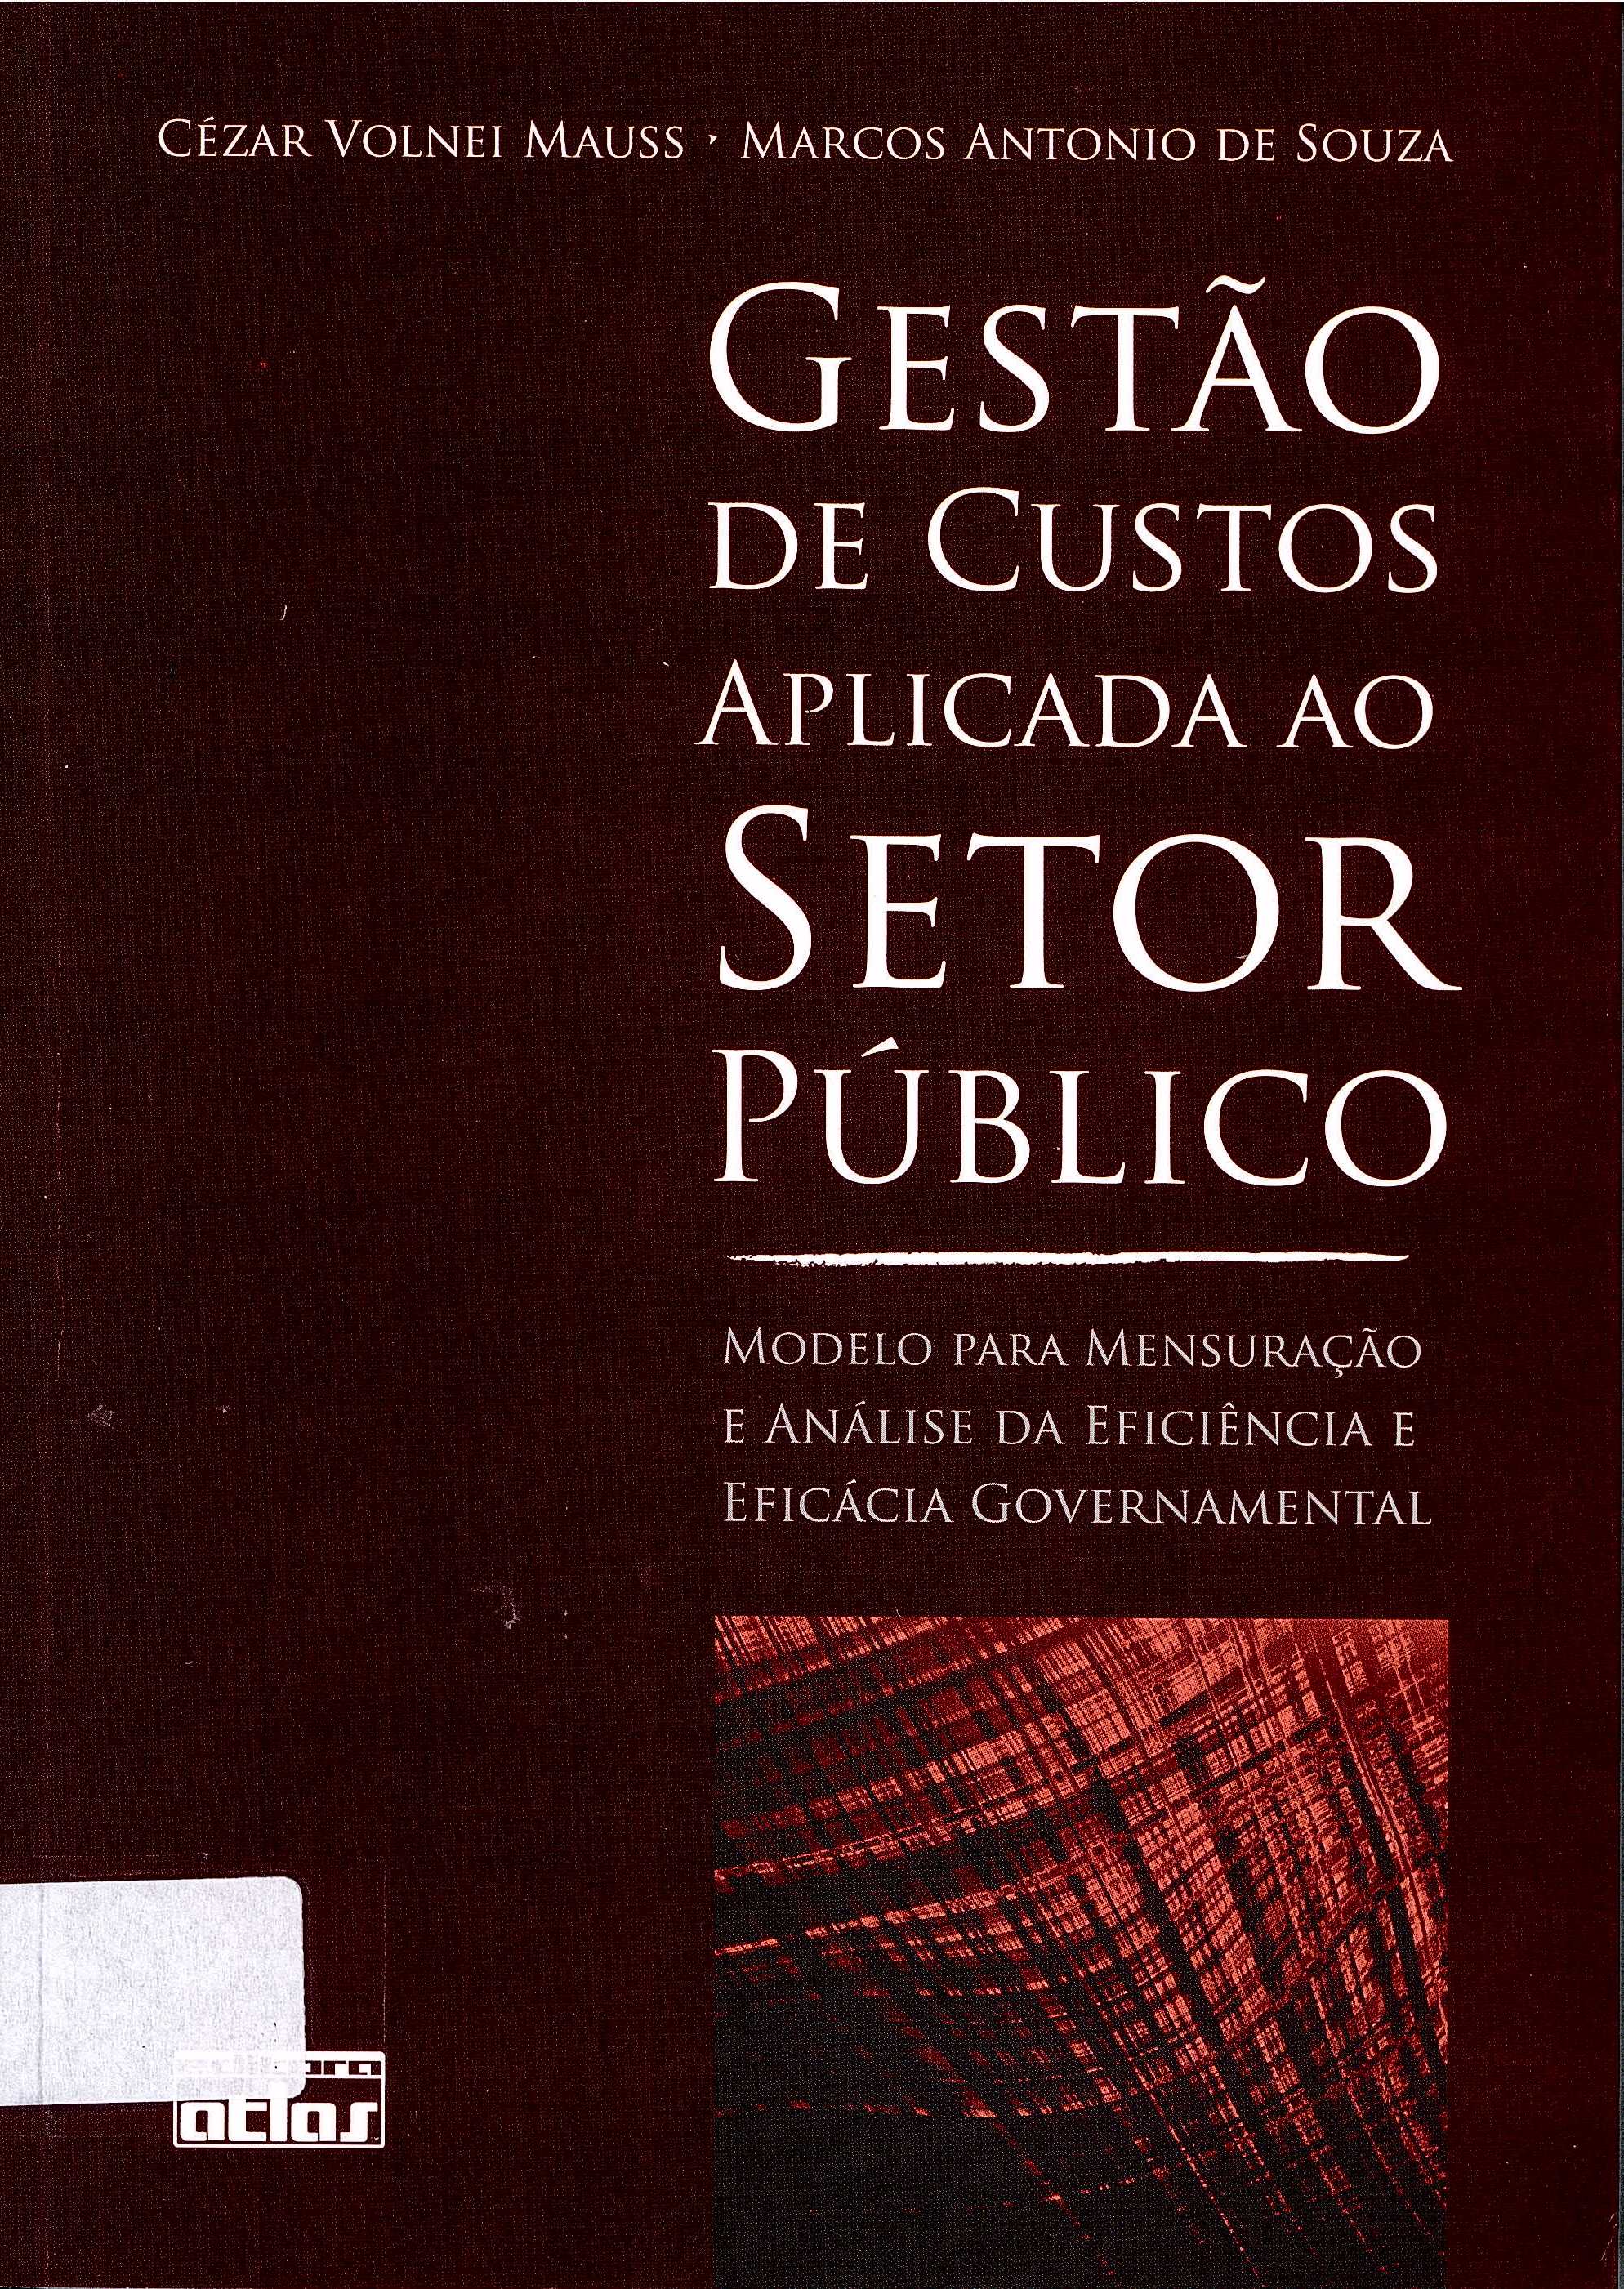 CÉZAR VOLNEI MAUSS • MARCOS ANTONIO DE SOUZA
GESTÃO
DE CUSTOS
APLICADA AO
SETOR
PÚBLICO
MODELO PARA MENSURAÇÃO
E ANÁLISE DA EFICIÊNCIA E
EFICÁCIA GOVERNAMENTAL
atlas